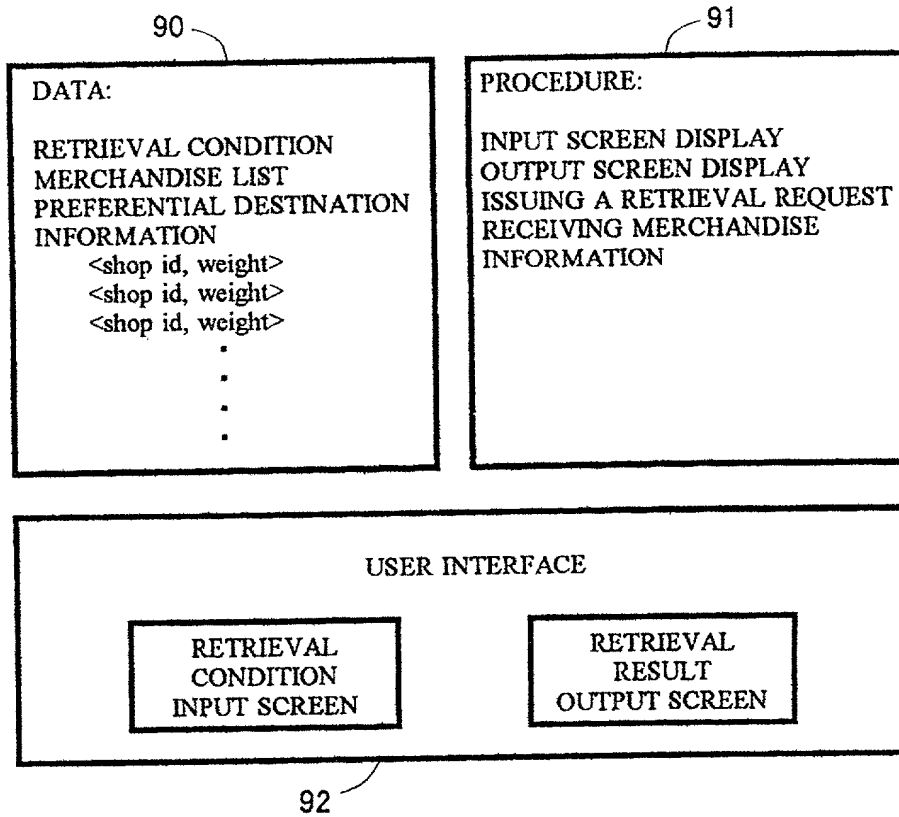 90
DATA:
RETRIEVAL CONDITION
MERCHANDISE LIST
PREFERENTIAL DESTINATION
INFORMATION
<shop id, weight>
<shop id, weight>
<shop id, weight>
91
PROCEDURE:
INPUT SCREEN DISPLAY
OUTPUT SCREEN DISPLAY
ISSUING A RETRIEVAL REQUEST
RECEIVING MERCHANDISE
INFORMATION
USER INTERFACE
RETRIEVAL
CONDITION
INPUT SCREEN
RETRIEVAL
RESULT
OUTPUT SCREEN
92